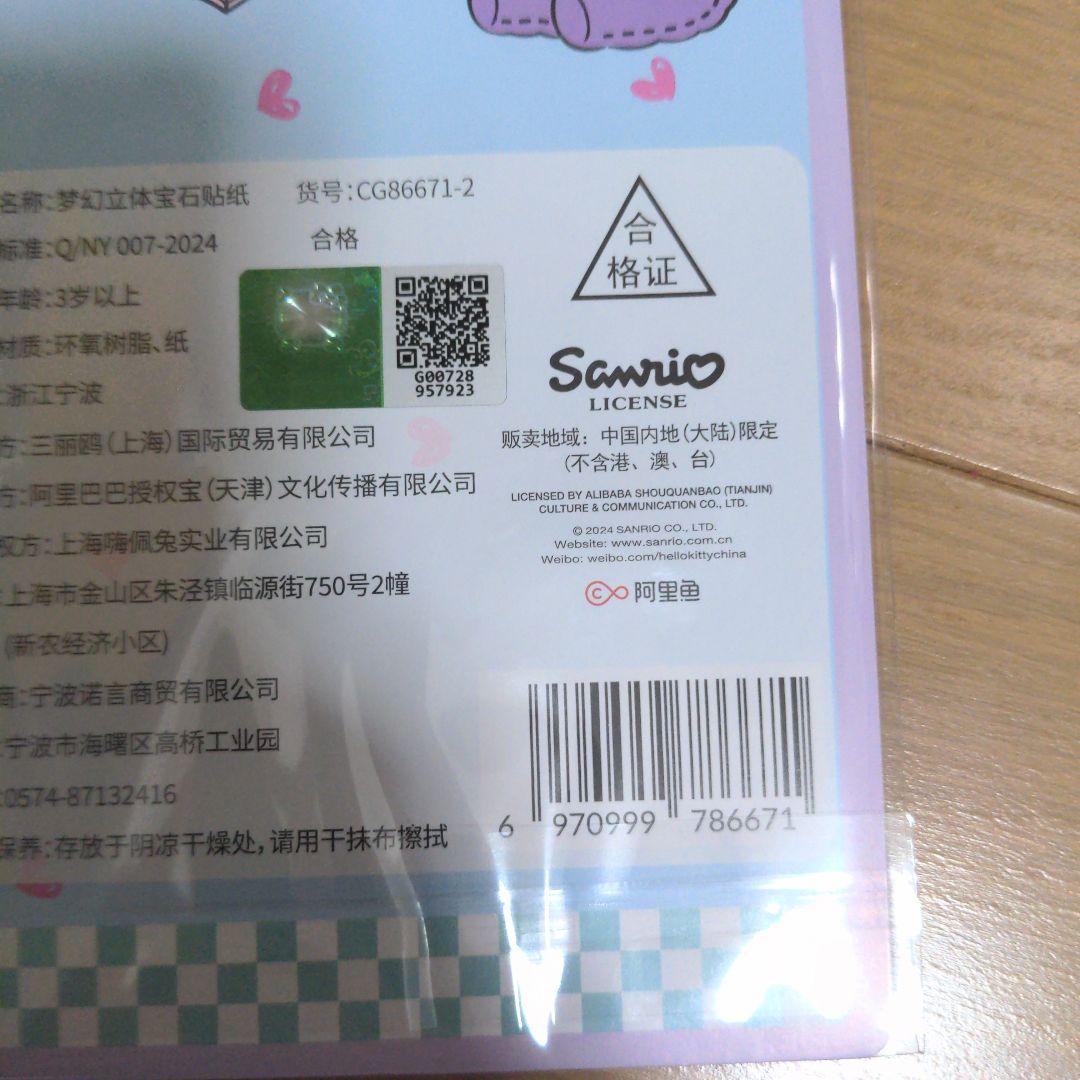 名称：梦幻立体宝石贴纸 货号：CG86671-2
标准：Q/NY 007-2024 合格
年龄：3岁以上
材质：环氧树脂、纸
：浙江宁波
方：三丽鸥（上海）国际贸易有限公司
方：阿里巴巴授权宝（天津）文化传播有限公司
权方：上海嗨佩兔实业有限公司
：上海市金山区朱泾镇临源街750号2幢
（新农经济小区）
商：宁波诺言商贸有限公司
：宁波市海曙区高桥工业园
：0574-87132416
保养：存放于阴凉干燥处，请用干抹布擦拭
G00728
957923
合
格证
Sanrio
LICENSE
贩卖地域：中国内地（大陆）限定
（不含港、澳、台）
LICENSED BY ALIBABA SHOUQUANBAO (TIANJIN)
CULTURE & COMMUNICATION CO., LTD.
© 2024 SANRIO CO., LTD.
Website: www.sanrio.com.cn
Weibo: weibo.com/hellokittychina
阿里鱼
6 970999 786671